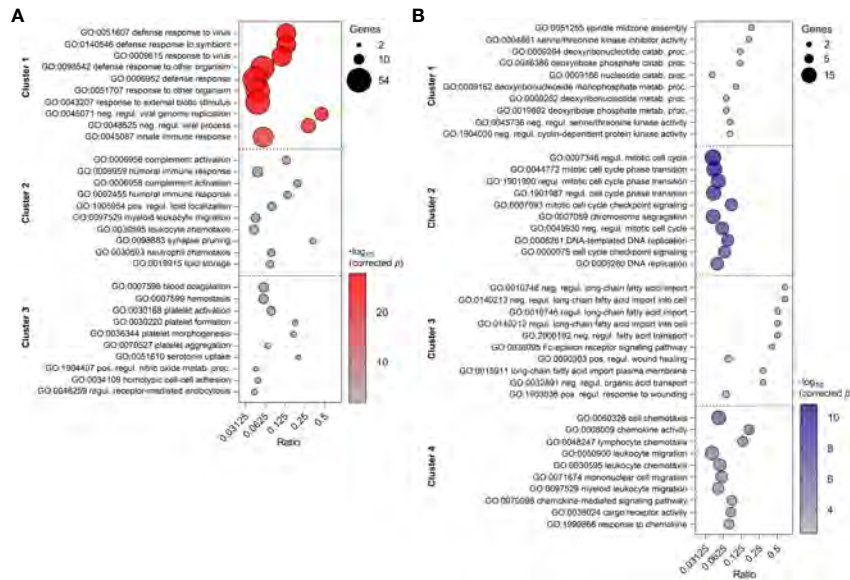 A
GO:0051607 defense response to virus
GO:0140546 defense response to symbiont
GO:0009615 response to virus
GO:0098542 defense response to other organism
GO:0006952 defense response
GO:0051707 response to other organism
GO:0043207 response to external biotic stimulus
GO:0045071 neg. regul. viral genome replication
GO:0048525 neg. regul. viral process
GO:0045087 innate immune response
Cluster 1
GO:0006956 complement activation
GO:0006959 humoral immune response
GO:0006958 complement activation
GO:0002455 humoral immune response
GO:1905954 pos. regul. lipid localization
GO:0097529 myeloid leukocyte migration
GO:0030595 leukocyte chemotaxis
GO:0098883 synapse pruning
GO:0030593 neutrophil chemotaxis
GO:0019915 lipid storage
Cluster 2
GO:0007596 blood coagulation
GO:0007599 hemostasis
GO:0030168 platelet activation
GO:0030220 platelet formation
GO:0036344 platelet morphogenesis
GO:0070527 platelet aggregation
GO:0051610 serotonin uptake
GO:1904407 pos. regul. nitric oxide metab. proc.
GO:0034109 homotypic cell-cell adhesion
GO:0048259 regul. receptor-mediated endocytosis
Cluster 3
0.03125
0.0625
0.125
0.25
0.5
Ratio
Genes
2
10
54
-log10
(corrected p)
20
10
B
GO:0051255 spindle midzone assembly
GO:0004861 serine/threonine kinase inhibitor activity
GO:0009264 deoxyribonucleotide catab. proc.
GO:0046386 deoxyribose phosphate catab. proc.
GO:0009166 nucleotide catab. proc.
GO:0009162 deoxyribonucleoside monophosphate metab. proc.
GO:0009262 deoxyribonucleotide metab. proc.
GO:0019692 deoxyribose phosphate metab. proc.
GO:0045736 neg. regul. serine/threonine kinase activity
GO:1904030 neg. regul. cyclin-dependent protein kinase activity
Cluster 1
GO:0007346 regul. mitotic cell cycle
GO:0044772 mitotic cell cycle phase transition
GO:1901990 regul. mitotic cell cycle phase transition
GO:1901987 regul. cell cycle phase transition
GO:0007093 mitotic cell cycle checkpoint signaling
GO:0007059 chromosome segregation
GO:0045930 neg. regul. mitotic cell cycle
GO:0006261 DNA-templated DNA replication
GO:0000075 cell cycle checkpoint signaling
GO:0006260 DNA replication
Cluster 2
GO:0010748 neg. regul. long-chain fatty acid import
GO:0140213 neg. regul. long-chain fatty acid import into cell
GO:0010746 regul. long-chain fatty acid import
GO:0140212 regul. long-chain fatty acid import into cell
GO:2000192 neg. regul. fatty acid transport
GO:0038095 Fc-epsilon receptor signaling pathway
GO:0090303 pos. regul. wound healing
GO:0015911 long-chain fatty acid import plasma membrane
GO:0032891 neg. regul. organic acid transport
GO:1903036 pos. regul. response to wounding
Cluster 3
GO:0060326 cell chemotaxis
GO:0008009 chemokine activity
GO:0048247 lymphocyte chemotaxis
GO:0050900 leukocyte migration
GO:0030595 leukocyte chemotaxis
GO:0071674 mononuclear cell migration
GO:0097529 myeloid leukocyte migration
GO:0070098 chemokine-mediated signaling pathway
GO:0038024 cargo receptor activity
GO:1990868 response to chemokine
Cluster 4
0.03125
0.0625
0.125
0.25
0.5
Ratio
Genes
2
5
15
-log10
(corrected p)
10
8
6
4